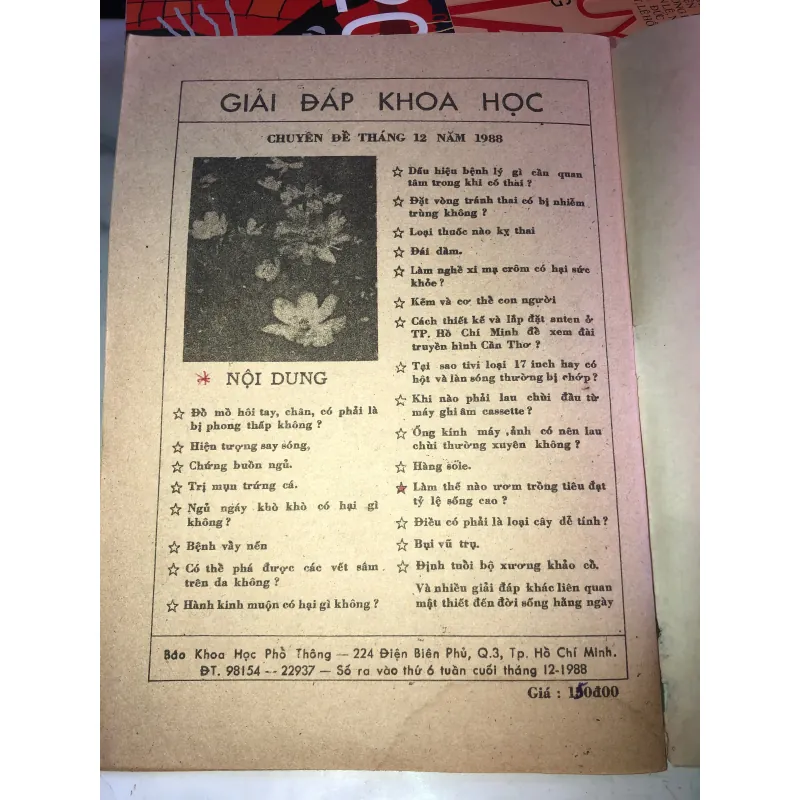 GIẢI ĐÁP KHOA HỌC
CHUYÊN ĐỀ THÁNG 12 NĂM 1988
NỘI DUNG
Đổ mồ hôi tay, chân, có phải là
bị phong thấp không ?
Hiện tượng say sóng,
Chứng buồn ngủ.
Trị mụn trứng cá.
Ngủ ngáy khò khò có hại gì
không ?
Bệnh vảy nến
Có thể phá được các vết sâm
trên da không ?
Hành kinh muộn có hại gì không ?
Dấu hiệu bệnh lý gì cần quan
tâm trong khi có thai ?
Đặt vòng tránh thai có bị nhiễm
trùng không ?
Loại thuốc nào kỵ thai
Đái dầm.
Làm nghề xi mạ crôm có hại sức
khỏe ?
Kẽm và cơ thể con người
Cách thiết kế và lắp đặt anten ở
TP. Hồ Chí Minh để xem đài
truyền hình Cần Thơ ?
Tại sao tivi loại 17 inch hay có
hột và làn sóng thường bị chớp ?
Khi nào phải lau chùi đầu từ
máy ghi âm cassette ?
Ống kính máy ảnh có nên lau
chùi thường xuyên không ?
Hàng sole.
Làm thế nào ươm trồng tiêu đạt
tỷ lệ sống cao ?
Điều có phải là loại cây dễ tính ?
Bụi vũ trụ.
Định tuổi bộ xương khảo cổ.
Và nhiều giải đáp khác liên quan
mật thiết đến đời sống hằng ngày
Báo Khoa Học Phổ Thông — 224 Điện Biên Phủ, Q.3, Tp. Hồ Chí Minh.
ĐT. 98154 -- 22937 — Số ra vào thứ 6 tuần cuối tháng 12-1988
Giá : 150đ00